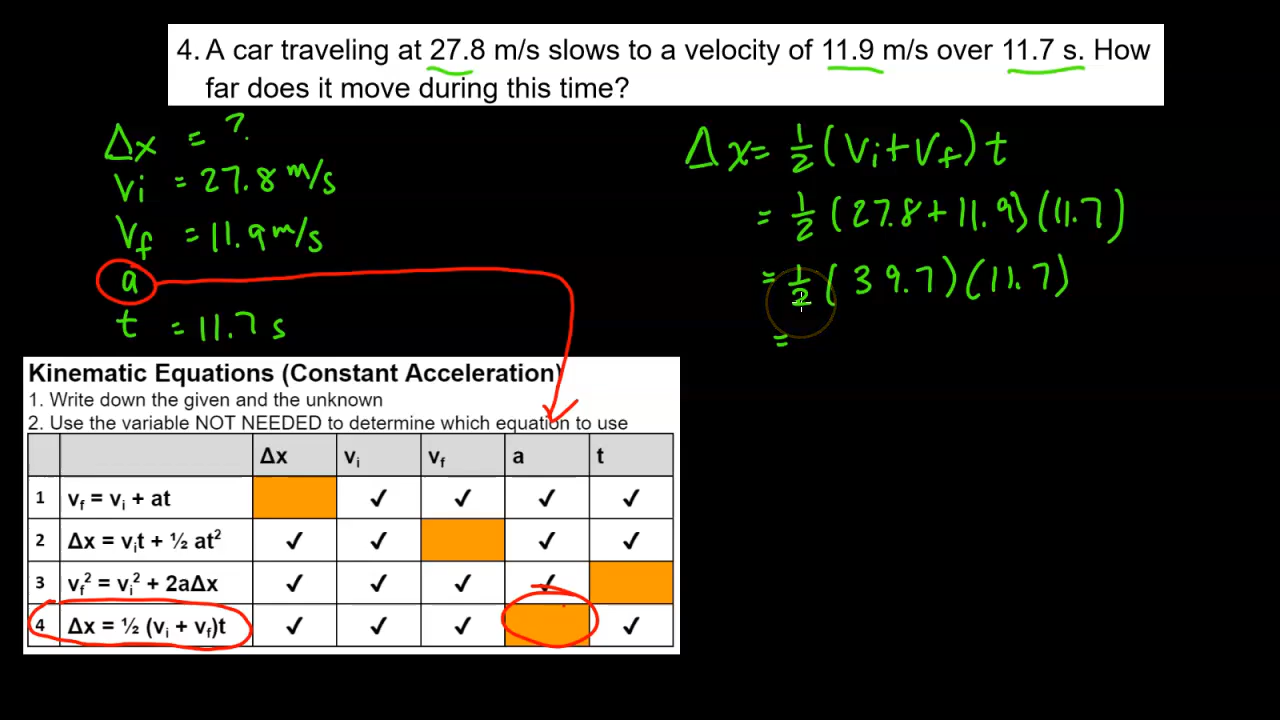 4. A car traveling at 27.8 m/s slows to a velocity of 11.9 m/s over 11.7 s. How
far does it move during this time?
Δx = ?
vi = 27.8 m/s
vf = 11.9 m/s
a
t = 11.7 s
Δx = 1/2 (vi + vf) t
= 1/2 (27.8 + 11.9)(11.7)
= 1/2 (39.7)(11.7)
=
Kinematic Equations (Constant Acceleration)
1. Write down the given and the unknown
2. Use the variable NOT NEEDED to determine which equation to use
Δx vᵢ v_f a t
1 v_f = vᵢ + at ✓ ✓ ✓ ✓
2 Δx = vᵢt + ½ at² ✓ ✓ ✓ ✓
3 v_f² = vᵢ² + 2aΔx ✓ ✓ ✓ ✓
4 Δx = ½ (vᵢ + v_f)t ✓ ✓ ✓ ✓